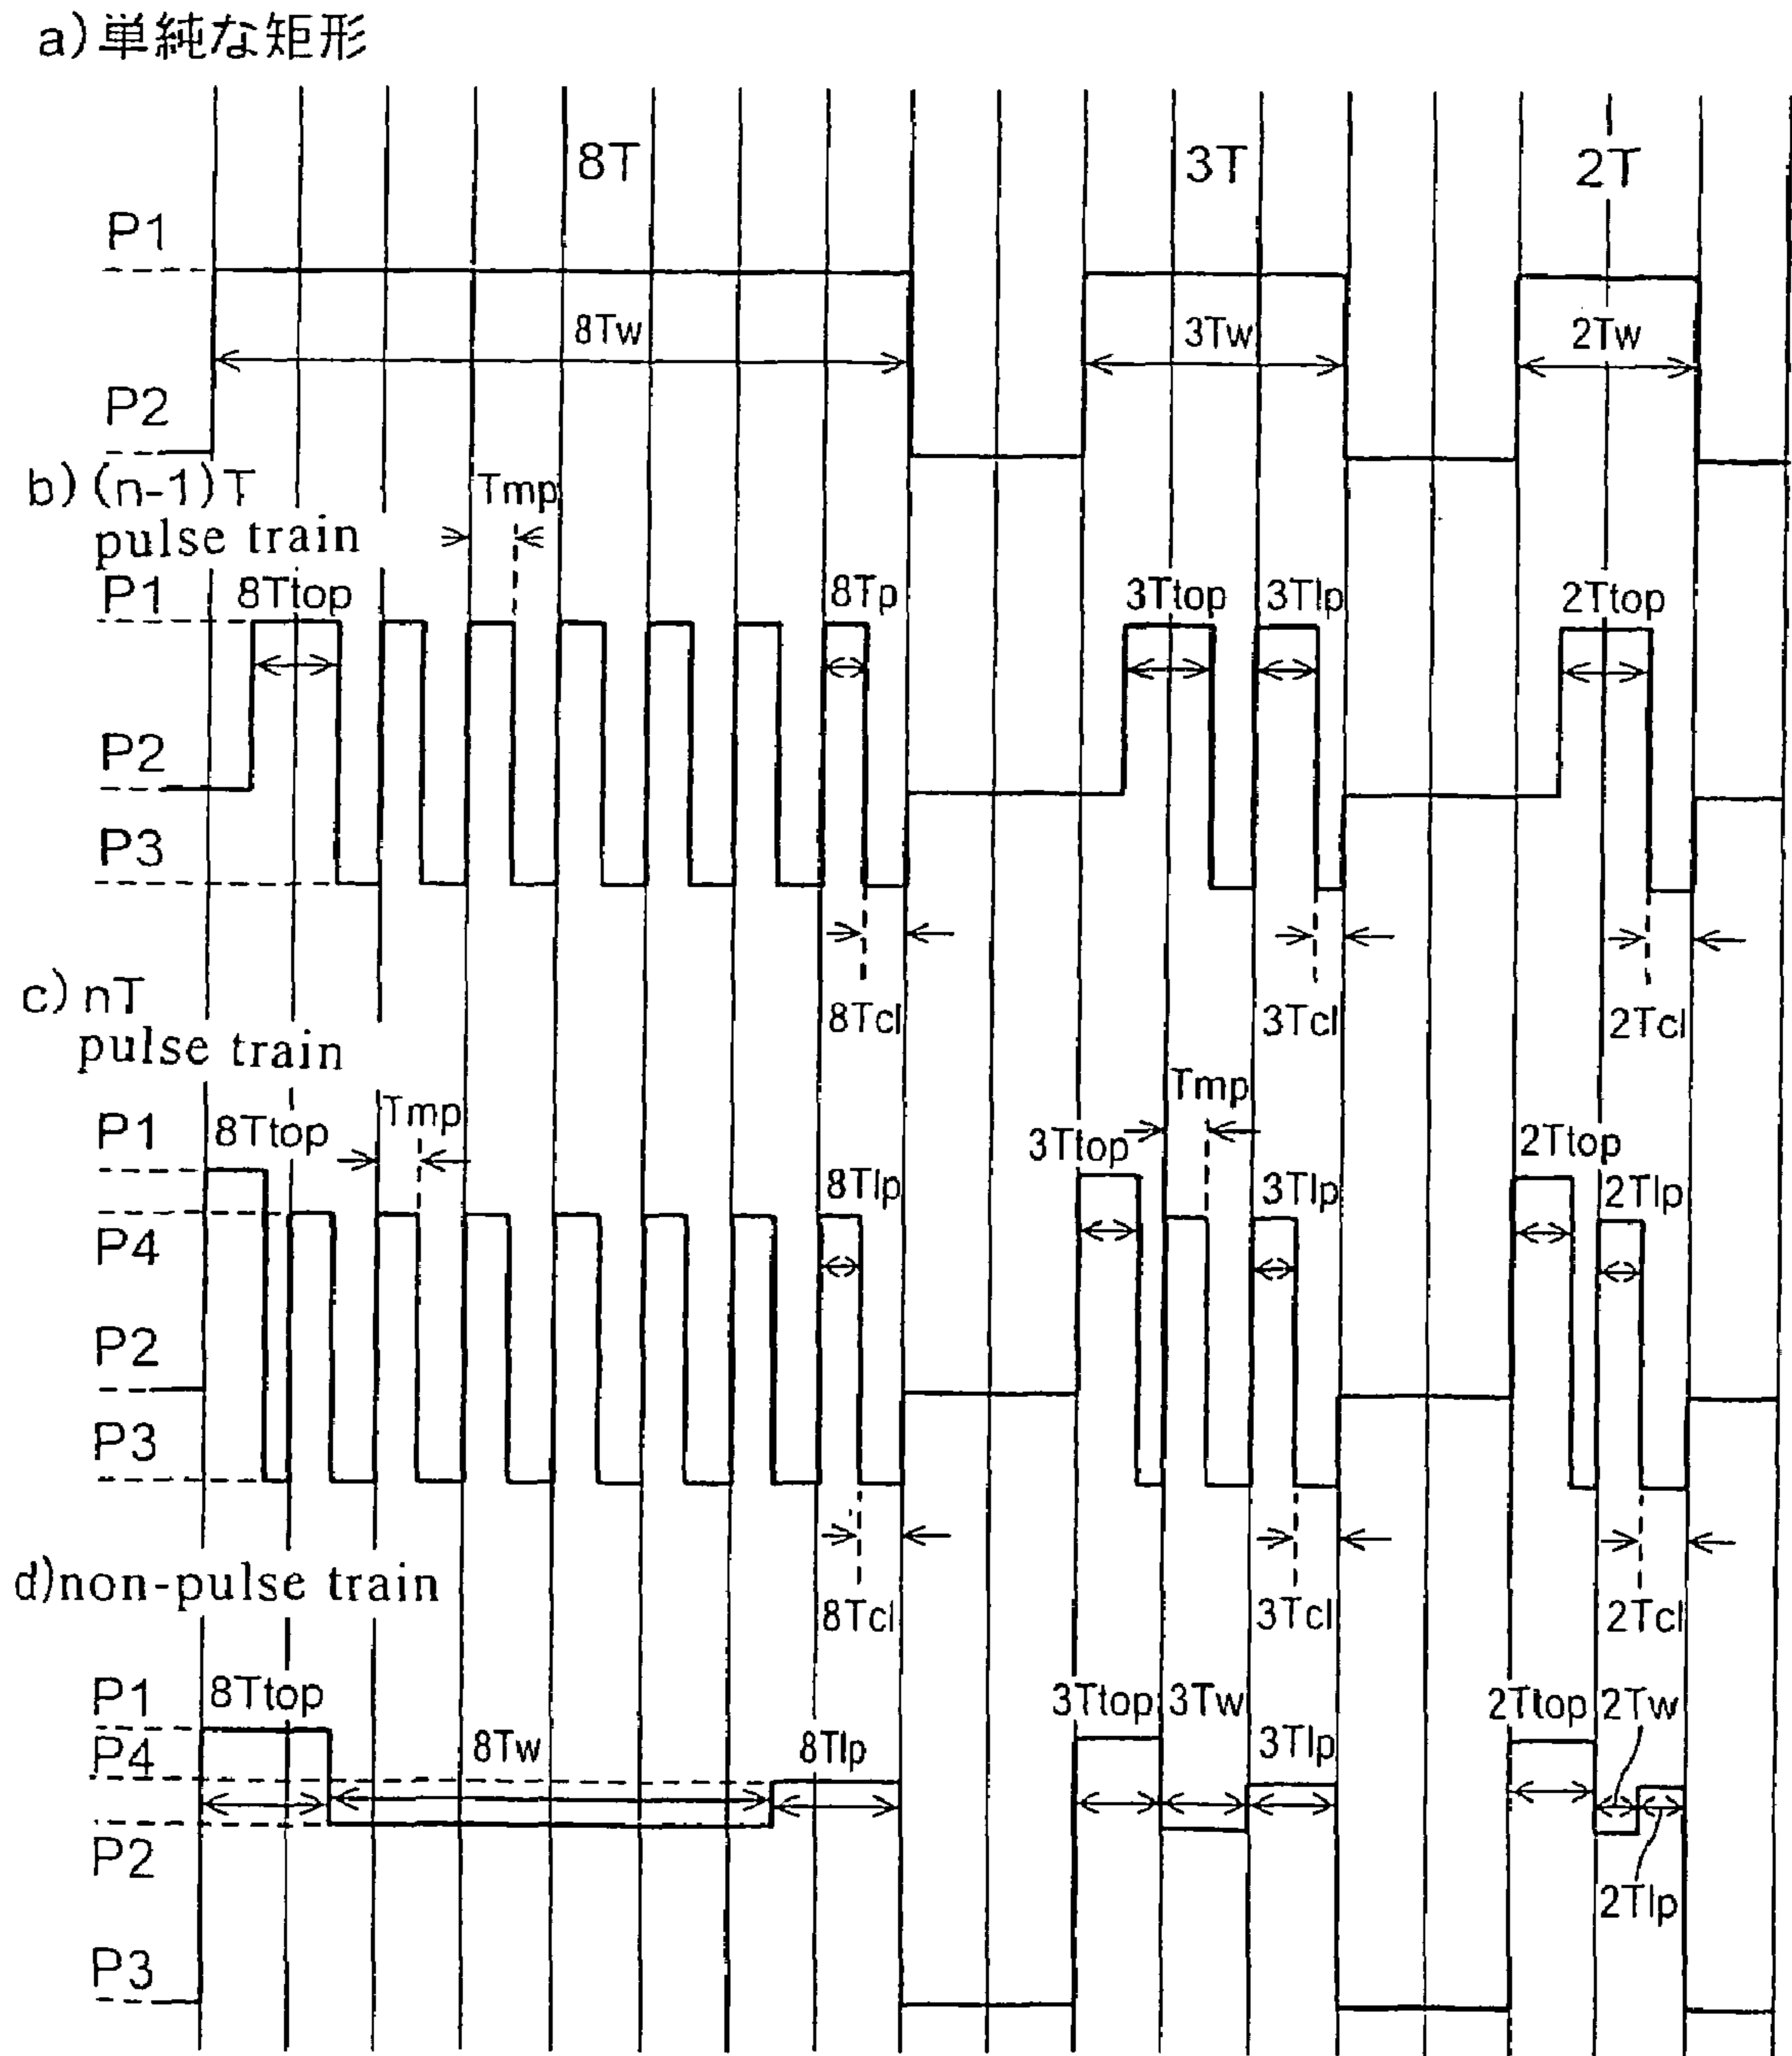 a)単純な矩形
8T 3T 2T
P1
8Tw 3Tw 2Tw
P2
b)(n-1)T
pulse train
Tmp
P1 8Ttop 8Tp 3Ttop 3Tlp 2Ttop
P2
P3
8Tcl 3Tcl 2Tcl
c)nT
pulse train
P1 8Ttop Tmp 8Tlp 3Ttop Tmp 3Tlp 2Ttop 2Tlp
P4
P2
P3
8Tcl 3Tcl 2Tcl
d)non-pulse train
P1 8Ttop 3Ttop 3Tw 2Ttop 2Tw
P4 8Tw 8Tlp 3Tlp
P2
2Tlp
P3